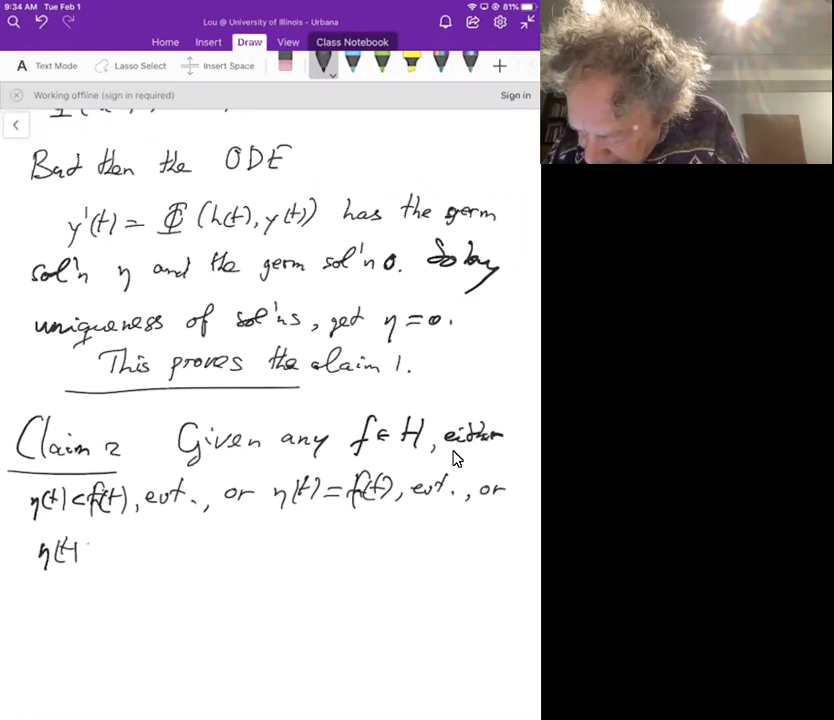 9:34 AM Tue Feb 1
81%
Lou @ University of Illinois - Urbana
Home Insert Draw View Class Notebook
A Text Mode Lasso Select Insert Space
Working offline (sign in required) Sign in
But then the ODE
y'(t) = Φ (h(t), y(t)) has the germ
sol'n η and the germ sol'n 0. So by
uniqueness of sol'ns, get η = 0.
This proves the claim 1.
Claim 2 Given any f ∈ H, either
η(t) < f(t), evt., or η(t) = f(t), evt., or
η(t)